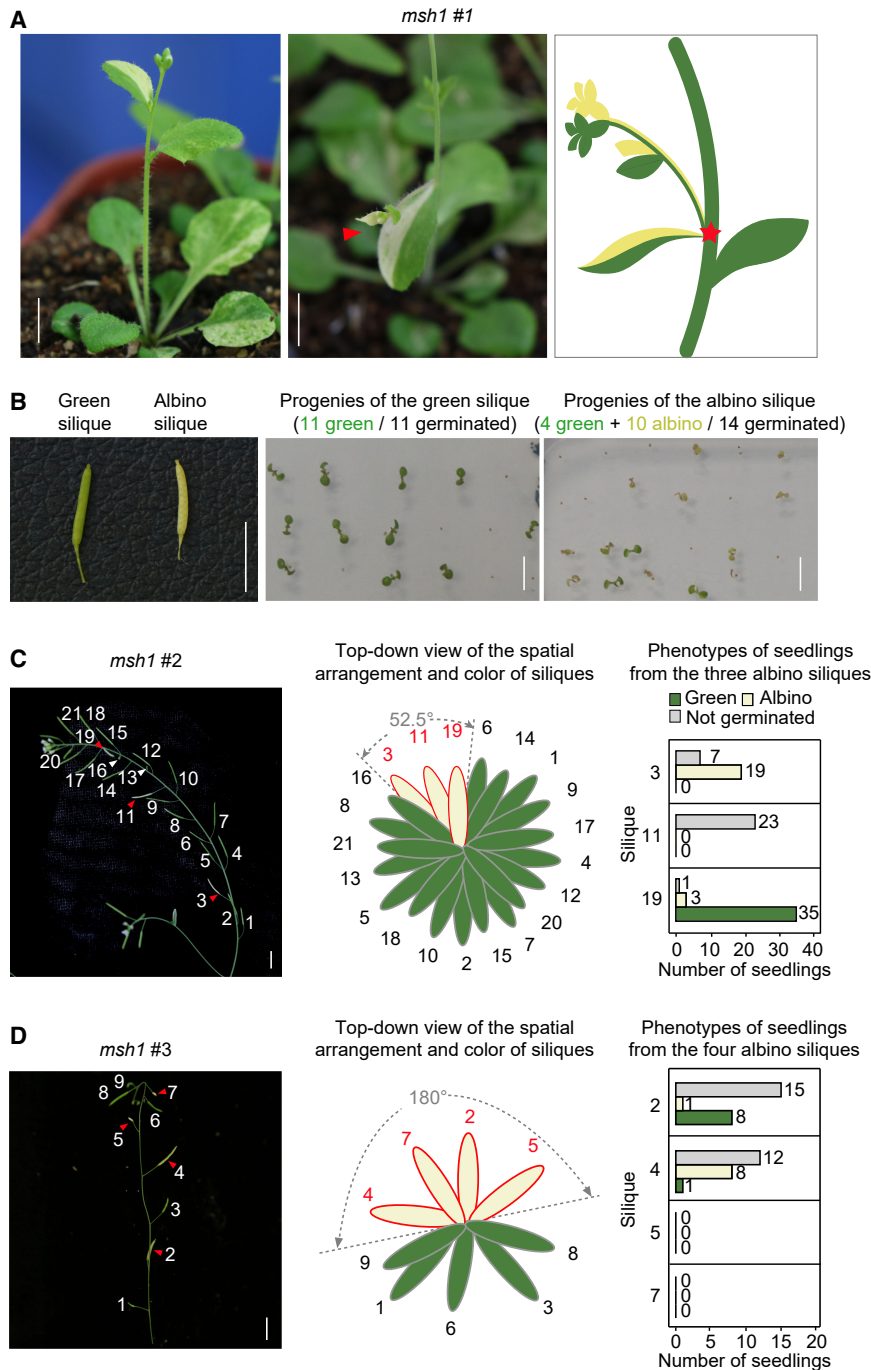 A
msh1 #1
B
Green
silique
Albino
silique
Progenies of the green silique
(11 green / 11 germinated)
Progenies of the albino silique
(4 green + 10 albino / 14 germinated)
C
msh1 #2
21
18
19
15
20
17
16
14
13
12
10
11
9
8
7
6
5
4
3
2
1
Top-down view of the spatial
arrangement and color of siliques
52.5°
3
11
19
6
14
1
9
17
4
12
20
7
15
2
10
18
5
13
21
8
16
Phenotypes of seedlings
from the three albino siliques
Green
Albino
Not germinated
Silique
3
7
19
0
11
23
0
0
19
1
3
35
0 10 20 30 40
Number of seedlings
D
msh1 #3
9
8
7
6
5
4
3
2
1
Top-down view of the spatial
arrangement and color of siliques
180°
4
7
2
5
8
3
6
1
9
Phenotypes of seedlings
from the four albino siliques
Silique
2
15
1
8
4
12
8
1
5
0
0
0
7
0
0
0
0 5 10 15 20
Number of seedlings